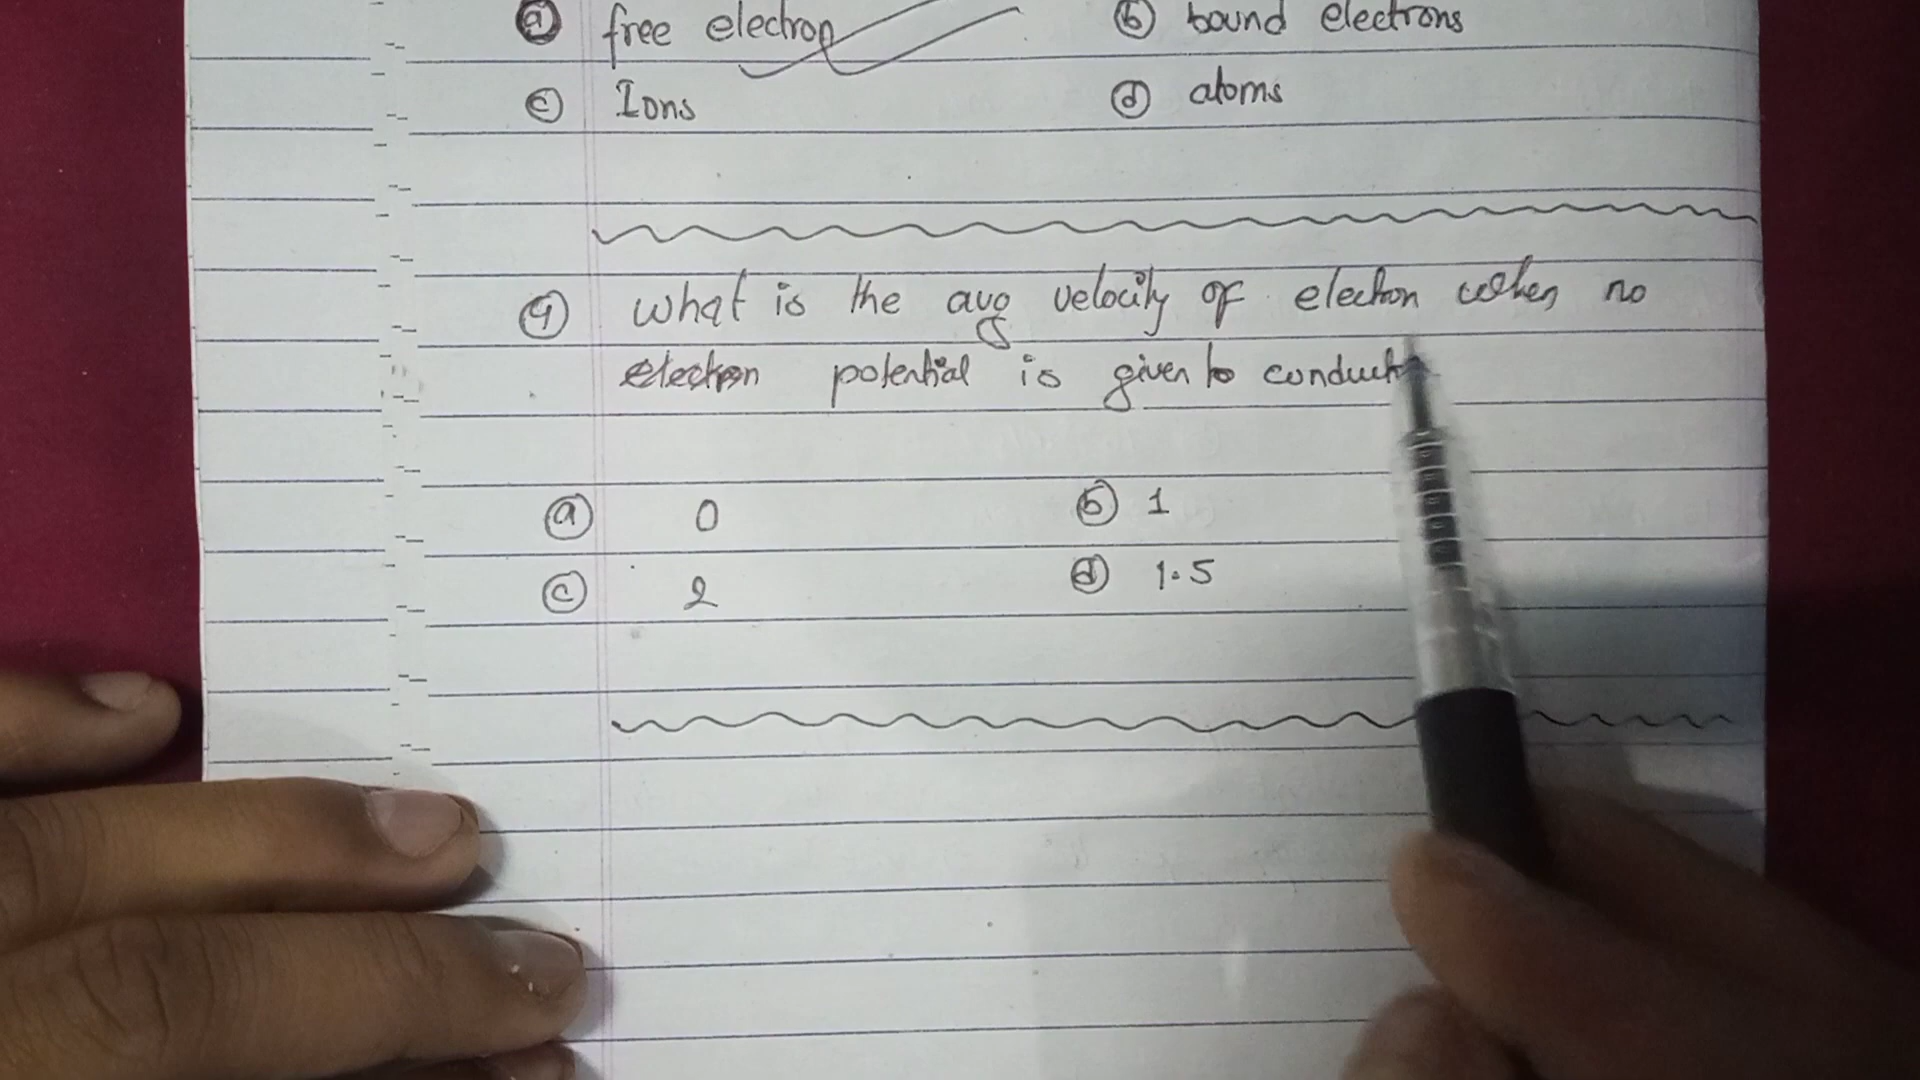 a free electron b bound electrons
c Ions d atoms
9 What is the avg velocity of electron when no
electron potential is given to conductor
a 0 b 1
c 2 d 1.5